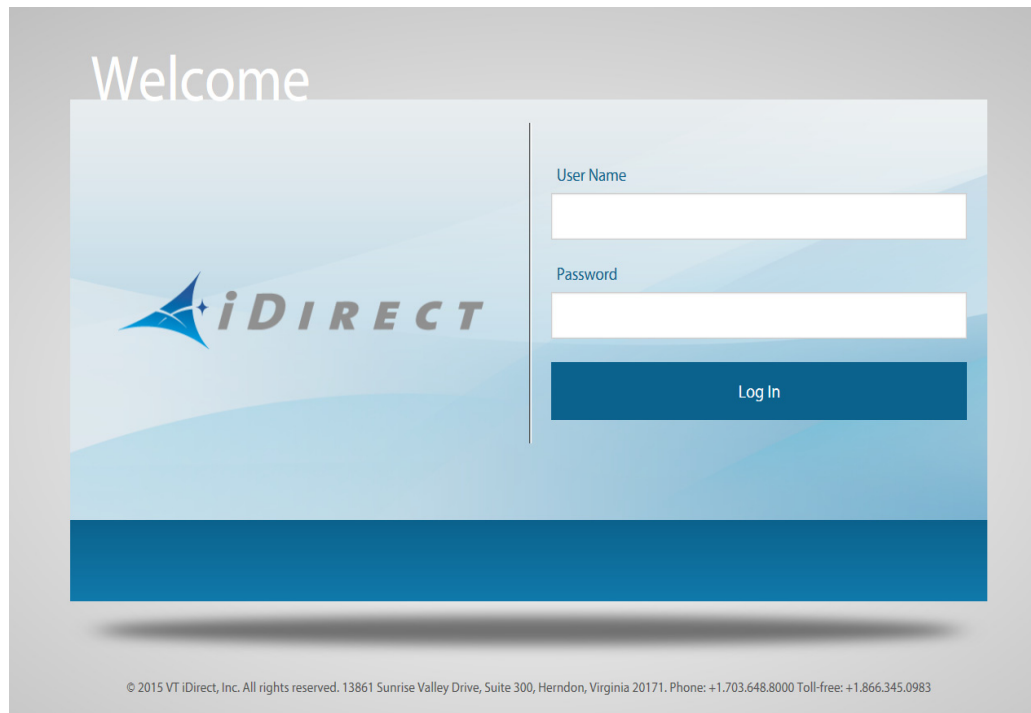 Welcome
iDIRECT
User Name
Password
Log In
© 2015 VT iDirect, Inc. All rights reserved. 13861 Sunrise Valley Drive, Suite 300, Herndon, Virginia 20171. Phone: +1.703.648.8000 Toll-free: +1.866.345.0983